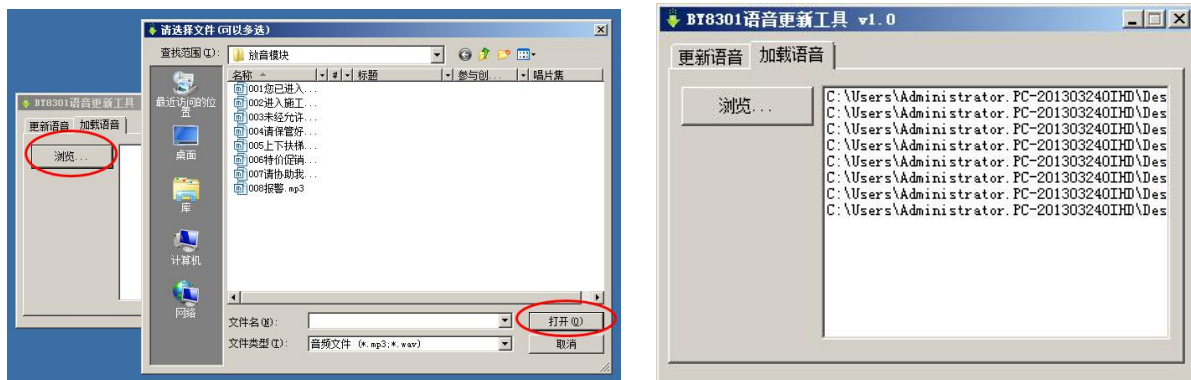 请选择文件(可以多选)
查找范围(I):
放音模块
名称
#
标题
参与创...
唱片集
001您已进入...
002进入施工...
003未经允许...
004请保管好...
005上下扶梯...
006特价促销...
007请协助我...
008报警.mp3
最近访问的位
置
桌面
库
计算机
网络
文件名(N):
打开(O)
文件类型(T):
音频文件 (*.mp3;*.wav)
取消
BY8301语音更新工具
更新语音
加载语音
浏览...
BY8301语音更新工具 v1.0
更新语音
加载语音
浏览...
C:\Users\Administrator.PC-201303240IHD\Des
C:\Users\Administrator.PC-201303240IHD\Des
C:\Users\Administrator.PC-201303240IHD\Des
C:\Users\Administrator.PC-201303240IHD\Des
C:\Users\Administrator.PC-201303240IHD\Des
C:\Users\Administrator.PC-201303240IHD\Des
C:\Users\Administrator.PC-201303240IHD\Des
C:\Users\Administrator.PC-201303240IHD\Des